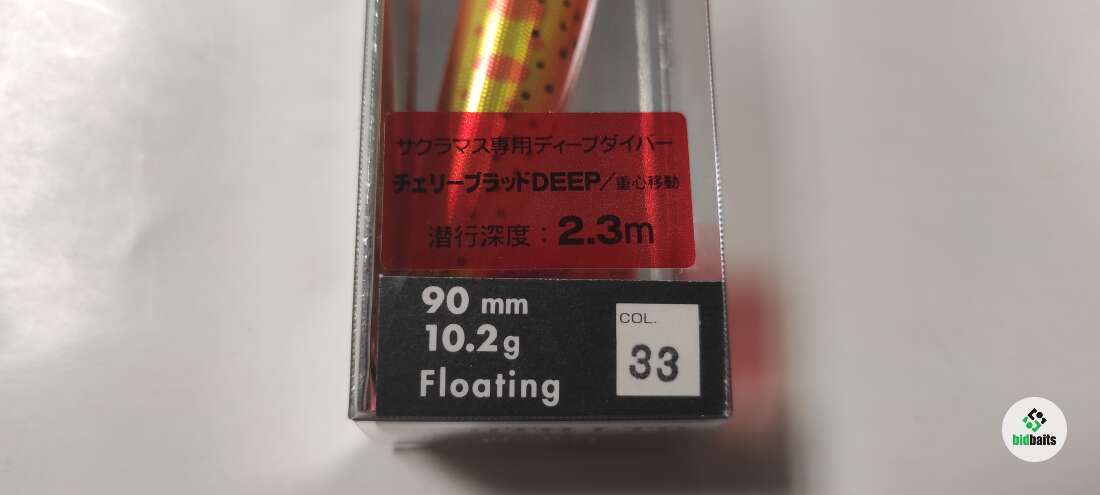 サクラマス専用ディープダイバー
チェリーブラッドDEEP/重心移動
潜行深度：2.3m
90 mm
10.2g
Floating
COL.
33
bidbaits